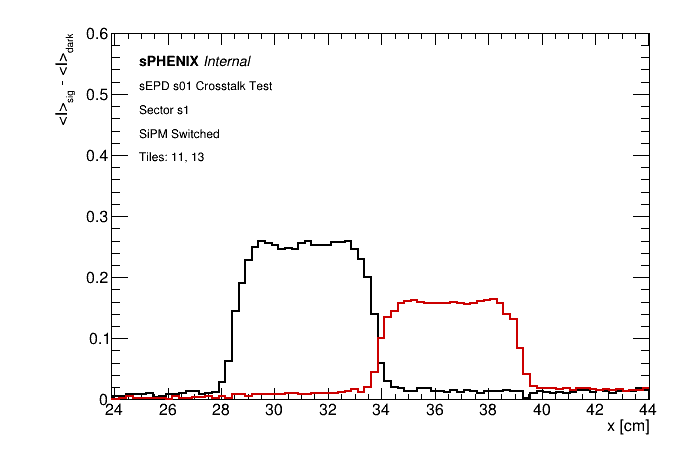 0.6
0.5
0.4
0.3
0.2
0.1
0
<I>sig - <I>dark
sPHENIX Internal
sEPD s01 Crosstalk Test
Sector s1
SiPM Switched
Tiles: 11, 13
24 26 28 30 32 34 36 38 40 42 44
x [cm]